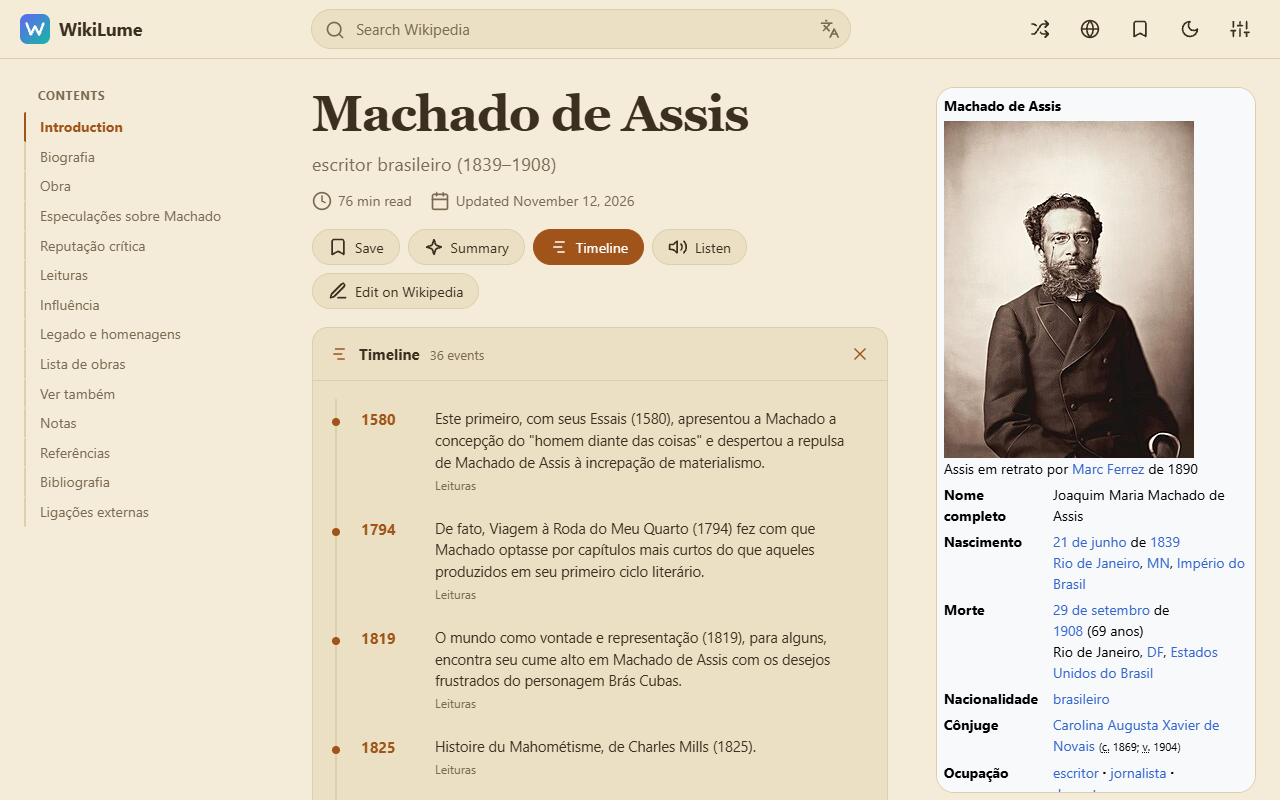 WikiLume
Search Wikipedia
CONTENTS
Introduction
Biografia
Obra
Especulações sobre Machado
Reputação crítica
Leituras
Influência
Legado e homenagens
Lista de obras
Ver também
Notas
Referências
Bibliografia
Ligações externas
Machado de Assis
escritor brasileiro (1839–1908)
76 min read
Updated November 12, 2026
Save
Summary
Timeline
Listen
Edit on Wikipedia
Timeline 36 events
1580
Este primeiro, com seus Essais (1580), apresentou a Machado a
concepção do "homem diante das coisas" e despertou a repulsa
de Machado de Assis à increpação de materialismo.
Leituras
1794
De fato, Viagem à Roda do Meu Quarto (1794) fez com que
Machado optasse por capítulos mais curtos do que aqueles
produzidos em seu primeiro ciclo literário.
Leituras
1819
O mundo como vontade e representação (1819), para alguns,
encontra seu cume alto em Machado de Assis com os desejos
frustrados do personagem Brás Cubas.
Leituras
1825
Histoire du Mahométisme, de Charles Mills (1825).
Leituras
Machado de Assis
Assis em retrato por Marc Ferrez de 1890
Nome completo
Joaquim Maria Machado de
Assis
Nascimento
21 de junho de 1839
Rio de Janeiro, MN, Império do
Brasil
Morte
29 de setembro de
1908 (69 anos)
Rio de Janeiro, DF, Estados
Unidos do Brasil
Nacionalidade
brasileiro
Cônjuge
Carolina Augusta Xavier de
Novais (c. 1869; v. 1904)
Ocupação
escritor · jornalista ·